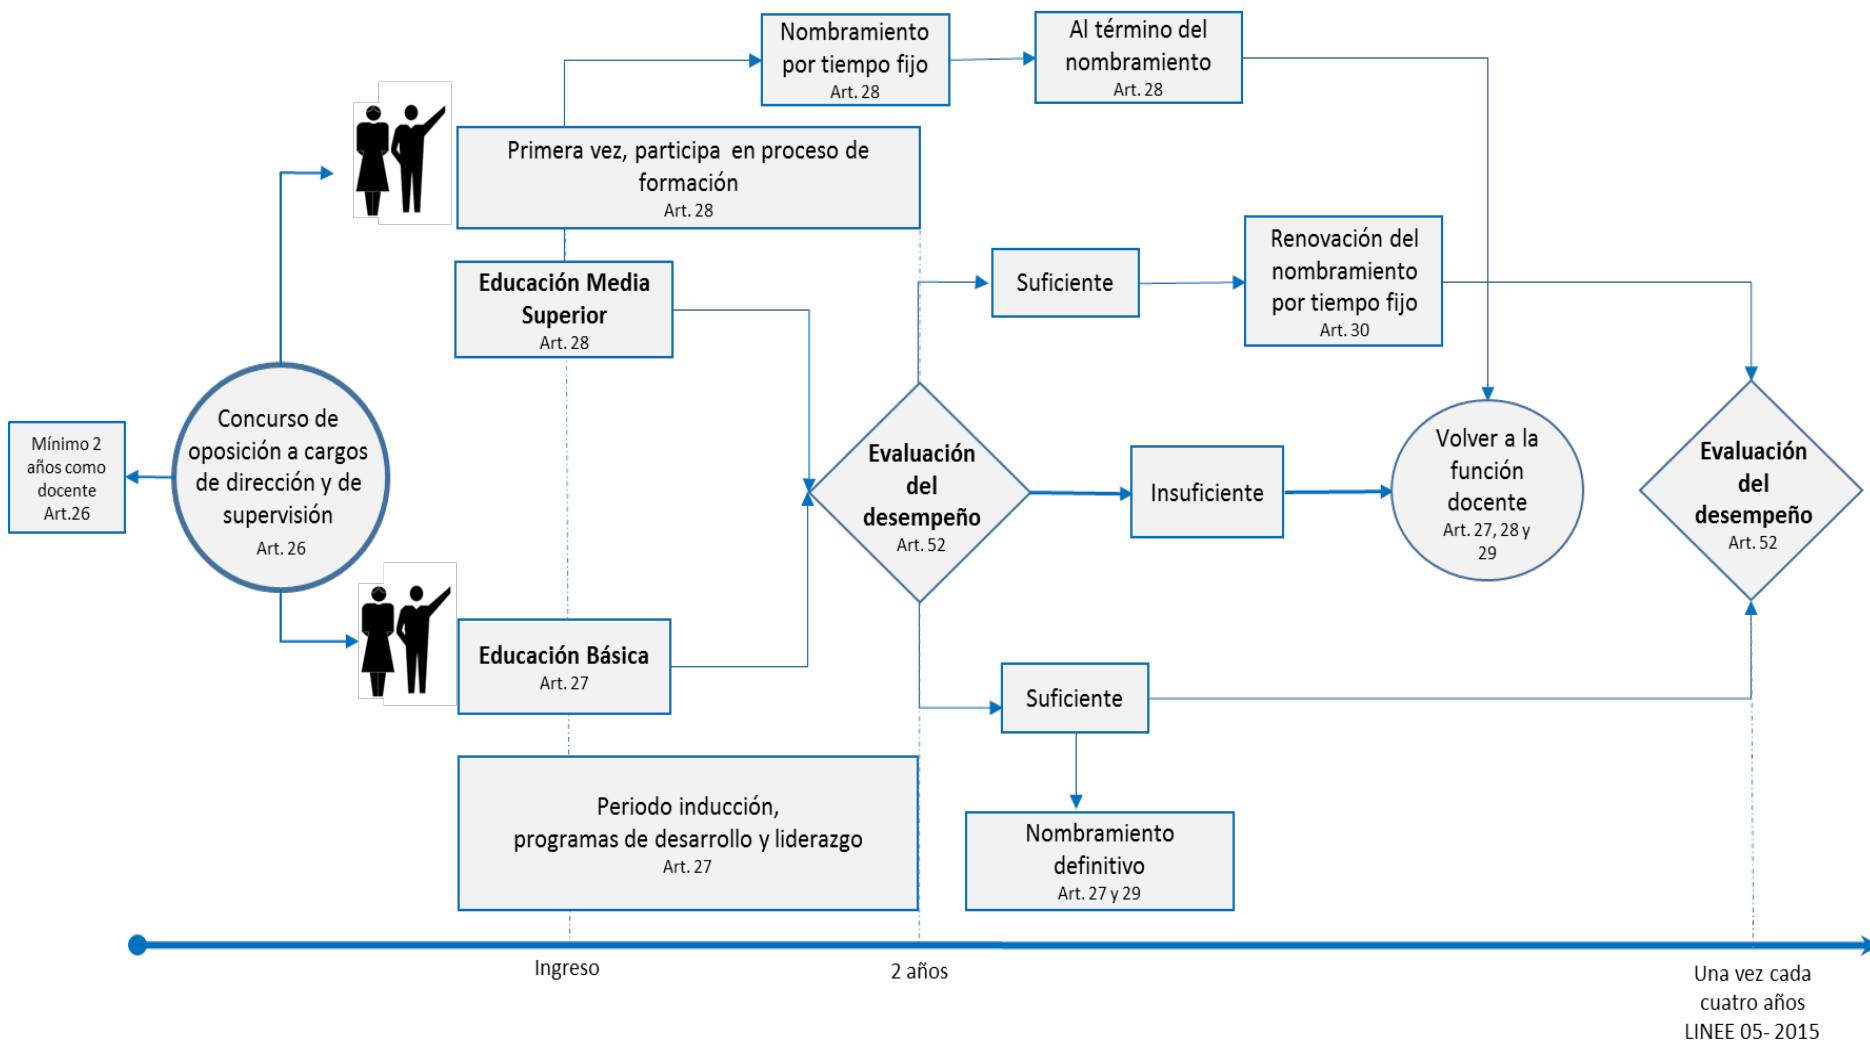 Nombramiento
por tiempo fijo
Art. 28
Al término del
nombramiento
Art. 28
Primera vez, participa en proceso de
formación
Art. 28
Educación Media
Superior
Art. 28
Suficiente
Renovación del
nombramiento
por tiempo fijo
Art. 30
Mínimo 2
años como
docente
Art.26
Concurso de
oposición a cargos
de dirección y de
supervisión
Art. 26
Evaluación
del
desempeño
Art. 52
Insuficiente
Volver a la
función
docente
Art. 27, 28 y
29
Evaluación
del
desempeño
Art. 52
Educación Básica
Art. 27
Suficiente
Periodo inducción,
programas de desarrollo y liderazgo
Art. 27
Nombramiento
definitivo
Art. 27 y 29
Ingreso
2 años
Una vez cada
cuatro años
LINEE 05- 2015